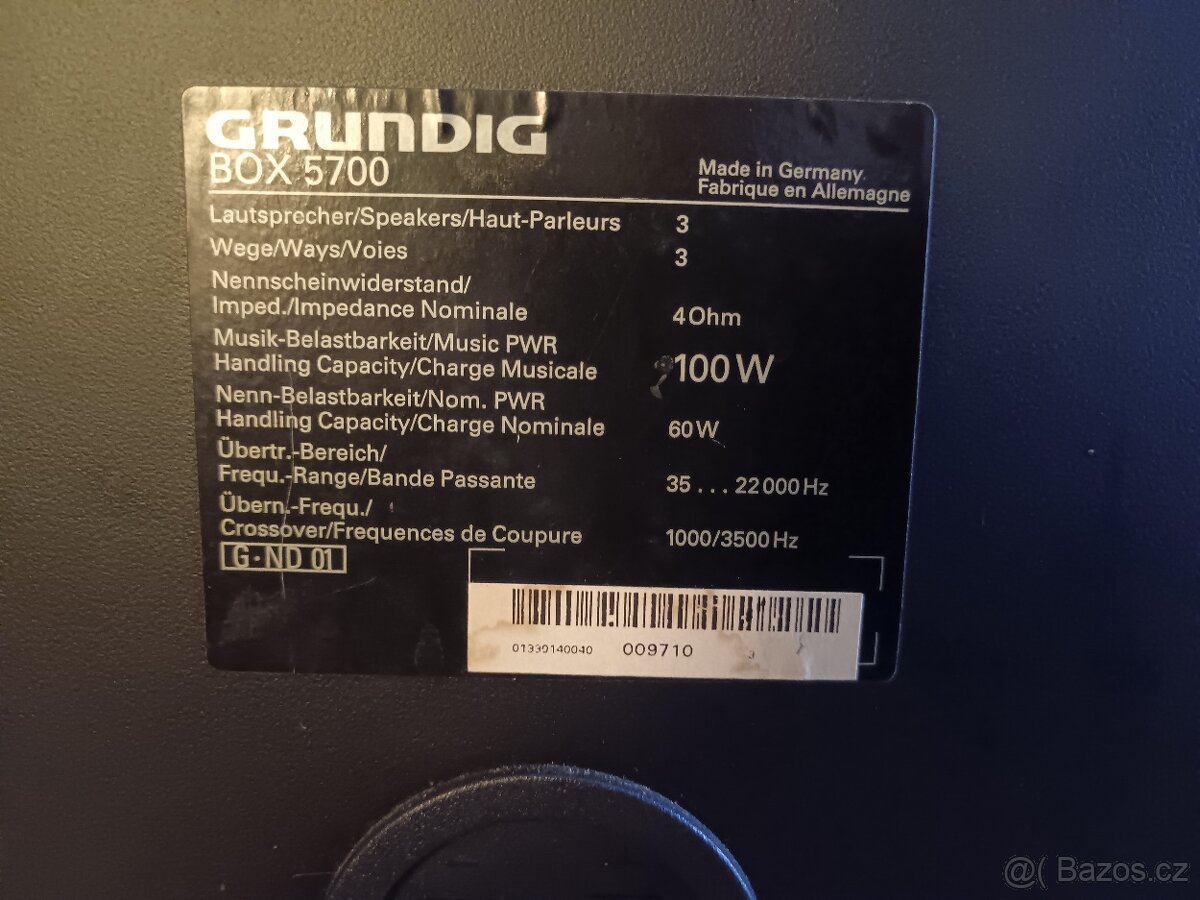 GRUNDIG
BOX 5700
Made in Germany.
Fabrique en Allemagne
Lautsprecher/Speakers/Haut-Parleurs 3
Wege/Ways/Voies 3
Nennscheinwiderstand/
Imped./Impedance Nominale 4 Ohm
Musik-Belastbarkeit/Music PWR
Handling Capacity/Charge Musicale 100 W
Nenn-Belastbarkeit/Nom. PWR
Handling Capacity/Charge Nominale 60 W
Übertr.-Bereich/
Frequ.-Range/Bande Passante 35 . . . 22 000 Hz
Übern.-Frequ./
Crossover/Frequences de Coupure 1000/3500 Hz
G·ND 01
01390140040 009710 3
@( Bazos.cz